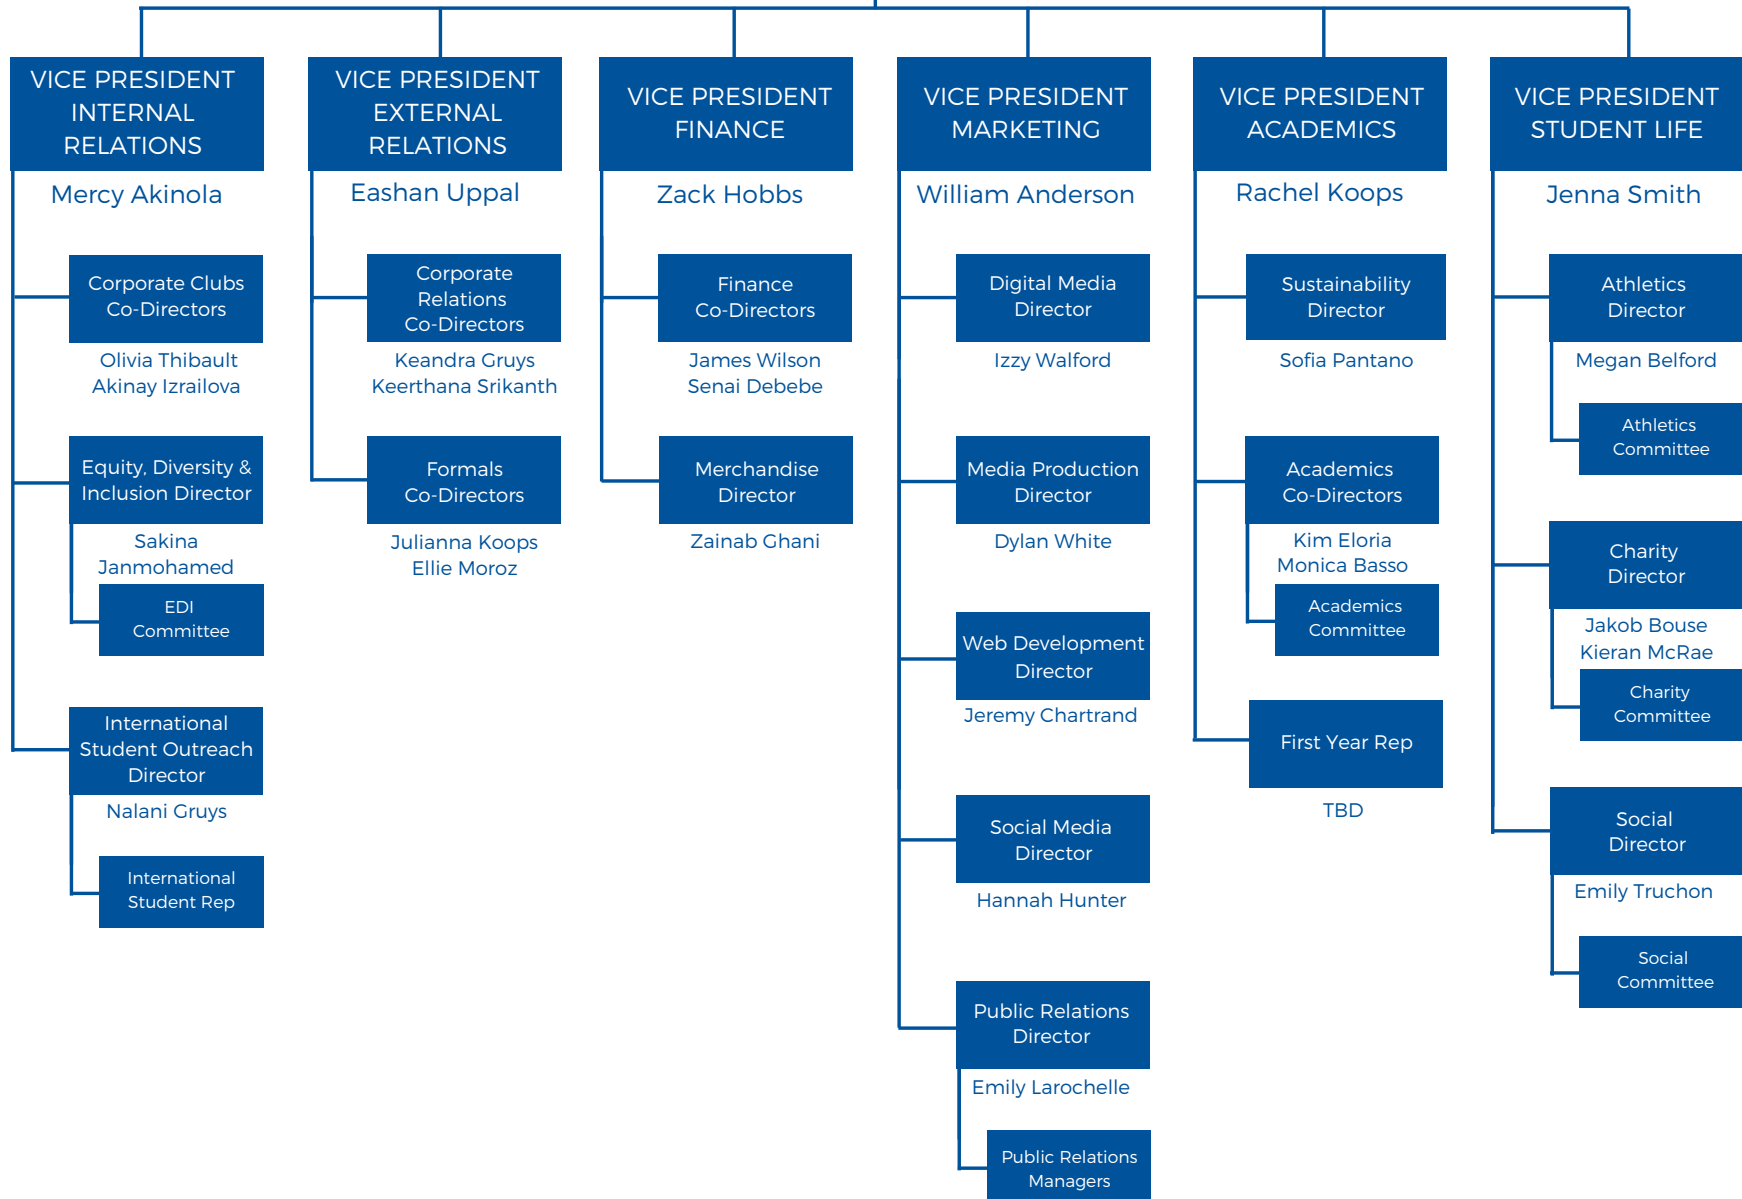 VICE PRESIDENT
INTERNAL
RELATIONS
Mercy Akinola
Corporate Clubs
Co-Directors
Olivia Thibault
Akinay Izrailova
Equity, Diversity &
Inclusion Director
Sakina
Janmohamed
EDI
Committee
International
Student Outreach
Director
Nalani Gruys
International
Student Rep
VICE PRESIDENT
EXTERNAL
RELATIONS
Eashan Uppal
Corporate
Relations
Co-Directors
Keandra Gruys
Keerthana Srikanth
Formals
Co-Directors
Julianna Koops
Ellie Moroz
VICE PRESIDENT
FINANCE
Zack Hobbs
Finance
Co-Directors
James Wilson
Senai Debebe
Merchandise
Director
Zainab Ghani
VICE PRESIDENT
MARKETING
William Anderson
Digital Media
Director
Izzy Walford
Media Production
Director
Dylan White
Web Development
Director
Jeremy Chartrand
Social Media
Director
Hannah Hunter
Public Relations
Director
Emily Larochelle
Public Relations
Managers
VICE PRESIDENT
ACADEMICS
Rachel Koops
Sustainability
Director
Sofia Pantano
Academics
Co-Directors
Kim Eloria
Monica Basso
Academics
Committee
First Year Rep
TBD
VICE PRESIDENT
STUDENT LIFE
Jenna Smith
Athletics
Director
Megan Belford
Athletics
Committee
Charity
Director
Jakob Bouse
Kieran McRae
Charity
Committee
Social
Director
Emily Truchon
Social
Committee